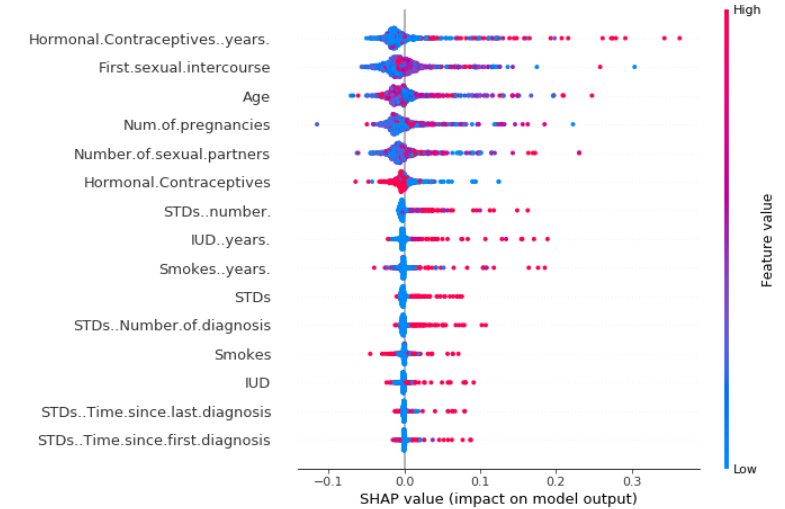 High
Hormonal.Contraceptives..years.
First.sexual.intercourse
Age
Num.of.pregnancies
Number.of.sexual.partners
Hormonal.Contraceptives
STDs..number.
IUD..years.
Smokes..years.
STDs
STDs..Number.of.diagnosis
Smokes
IUD
STDs..Time.since.last.diagnosis
STDs..Time.since.first.diagnosis
Feature value
Low
−0.1 0.0 0.1 0.2 0.3
SHAP value (impact on model output)